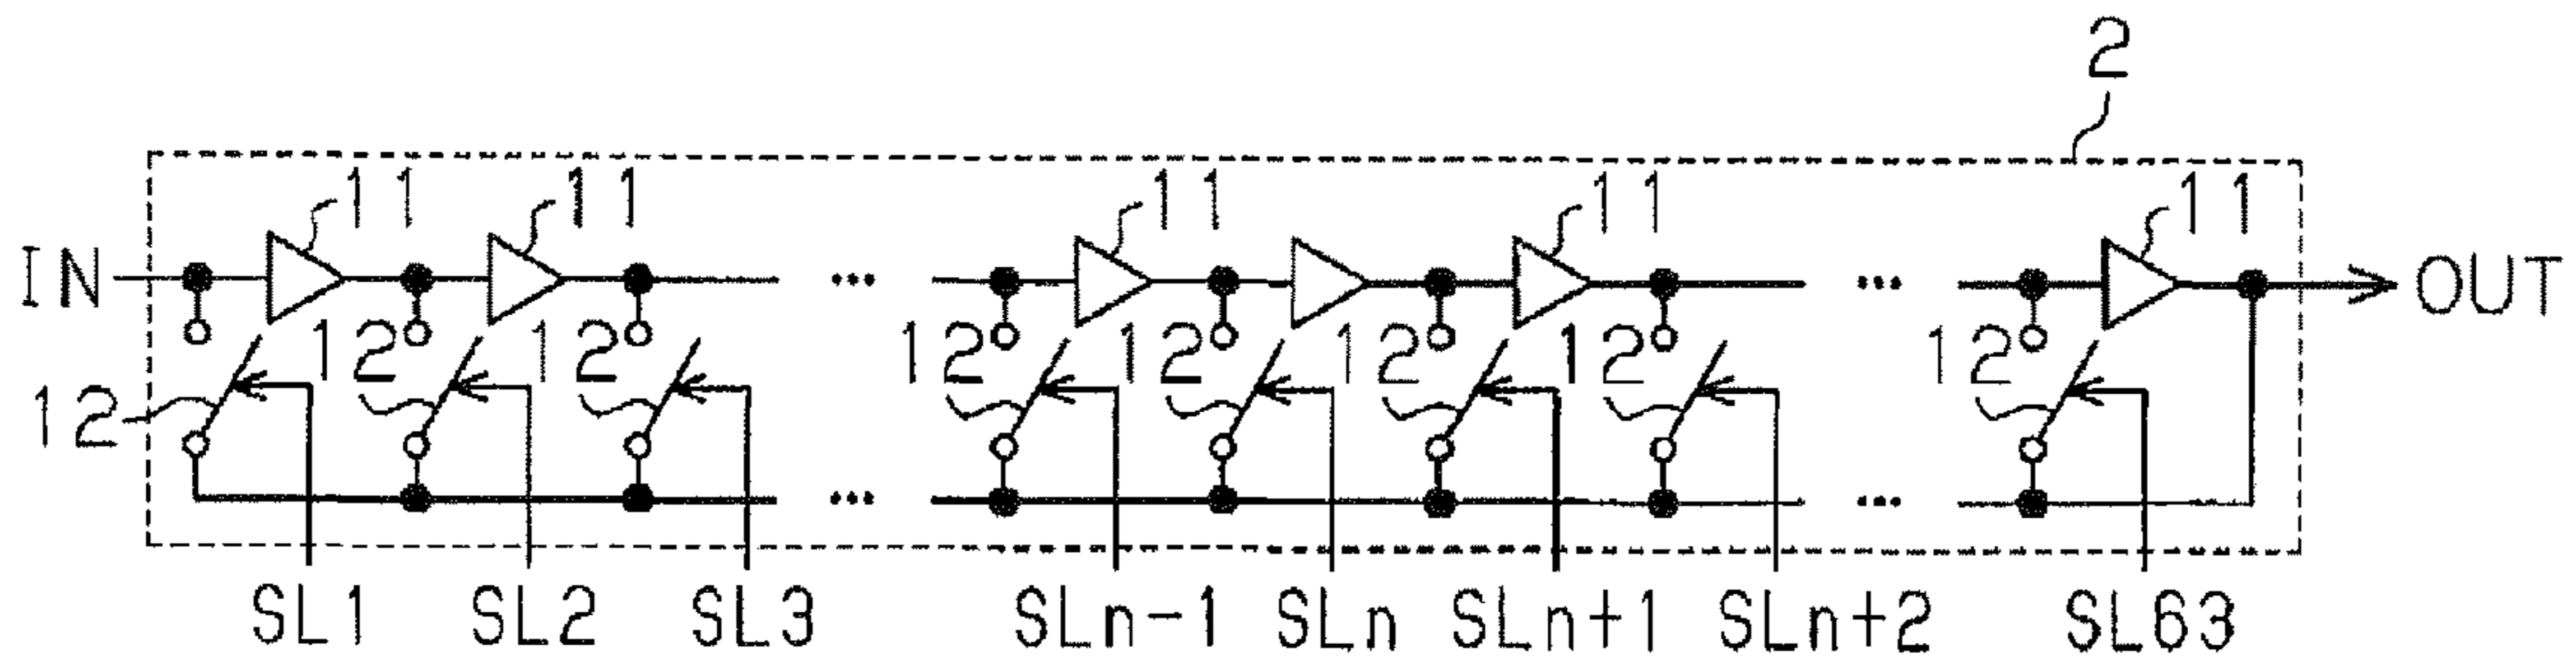 2
11 11 11 11 11
IN ... ... OUT
12 12 12 12 12 12 12
12
... ...
SL1 SL2 SL3 SLn-1 SLn SLn+1 SLn+2 SL63